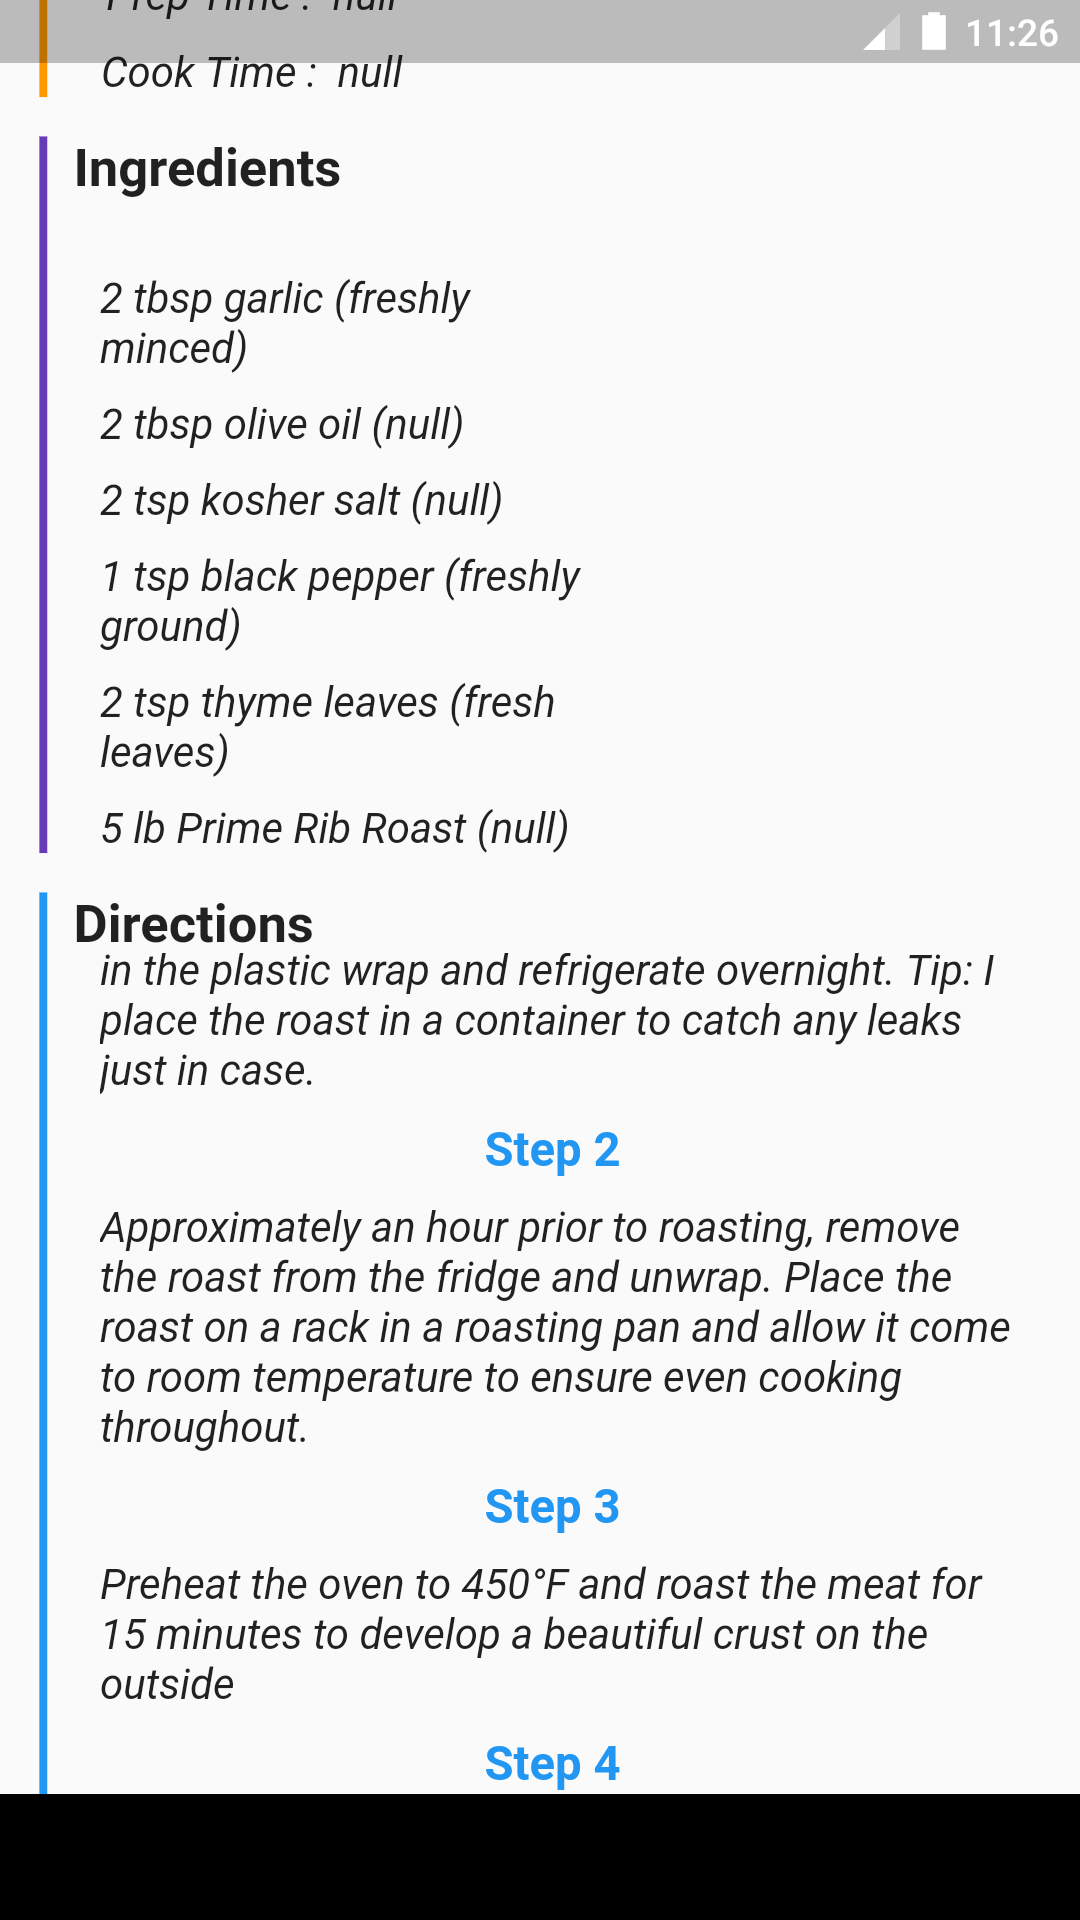 Prep Time :  null
11:26
Cook Time :  null
Ingredients
2 tbsp garlic (freshly
minced)
2 tbsp olive oil (null)
2 tsp kosher salt (null)
1 tsp black pepper (freshly
ground)
2 tsp thyme leaves (fresh
leaves)
5 lb Prime Rib Roast (null)
Directions
in the plastic wrap and refrigerate overnight. Tip: I
place the roast in a container to catch any leaks
just in case.
Step 2
Approximately an hour prior to roasting, remove
the roast from the fridge and unwrap. Place the
roast on a rack in a roasting pan and allow it come
to room temperature to ensure even cooking
throughout.
Step 3
Preheat the oven to 450°F and roast the meat for
15 minutes to develop a beautiful crust on the
outside
Step 4